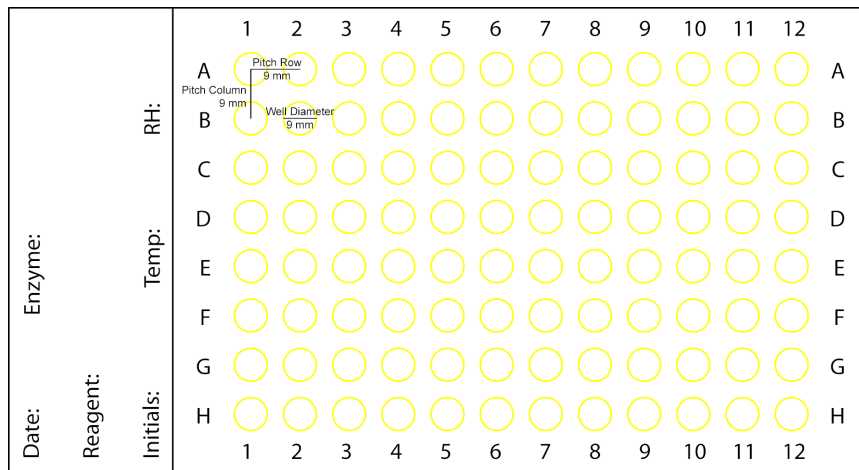 1 2 3 4 5 6 7 8 9 10 11 12
A Pitch Row A
9 mm
Pitch Column
9 mm
B Well Diameter B
9 mm
C C
D D
E E
F F
G G
H H
1 2 3 4 5 6 7 8 9 10 11 12
Date:
Enzyme:
Reagent:
Initials:
Temp:
RH: